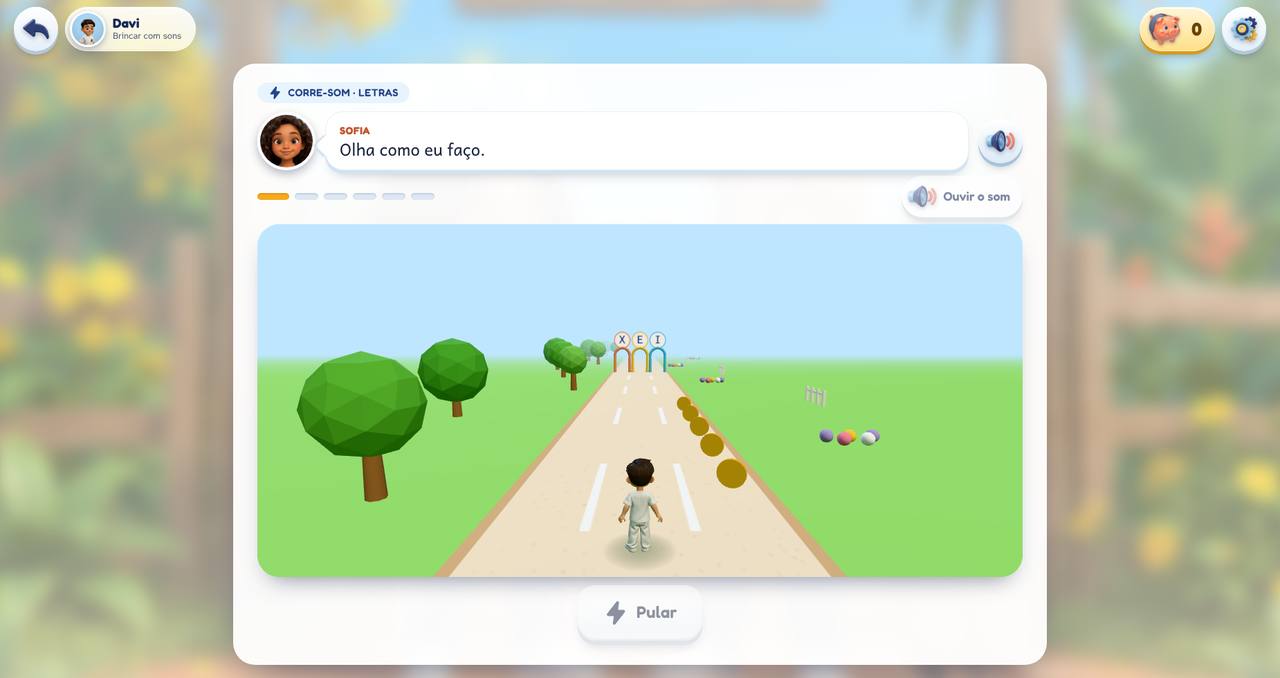 Davi
Brincar com sons
0
CORRE-SOM · LETRAS
SOFIA
Olha como eu faço.
Ouvir o som
X E I
Pular